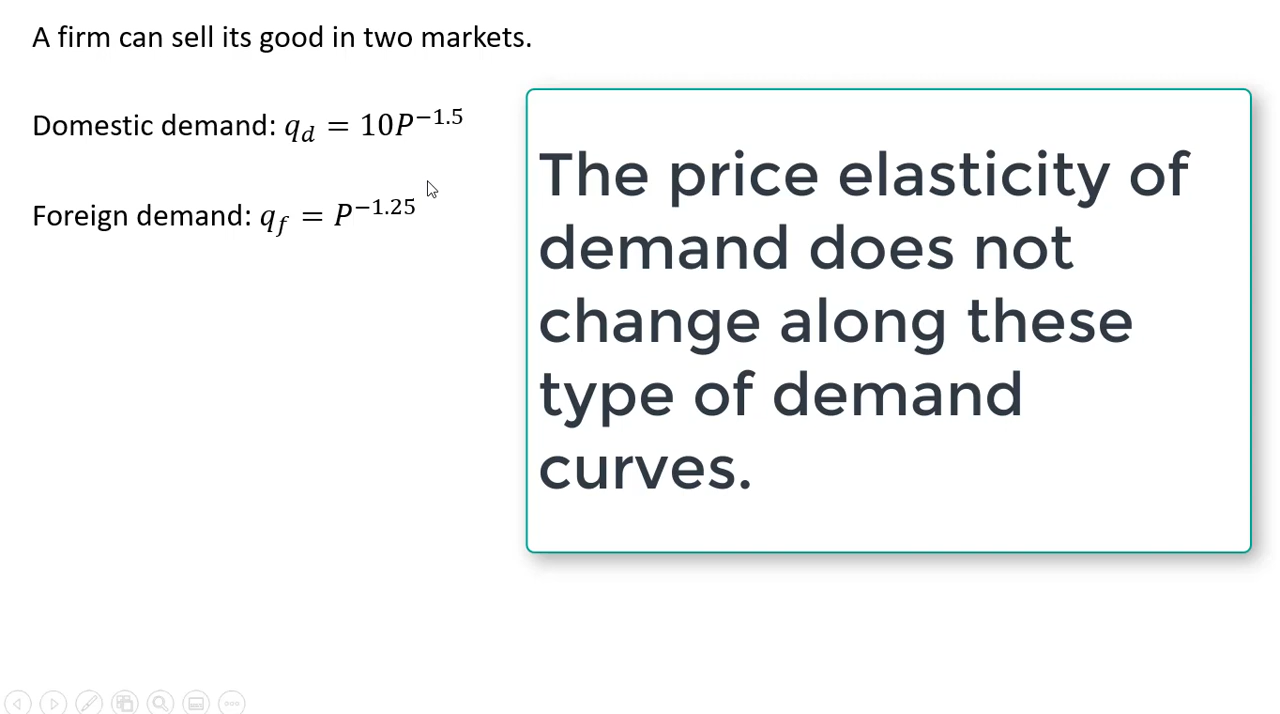 A firm can sell its good in two markets.
Domestic demand: q_d = 10P^{−1.5}
Foreign demand: q_f = P^{−1.25}
The price elasticity of
demand does not
change along these
type of demand
curves.